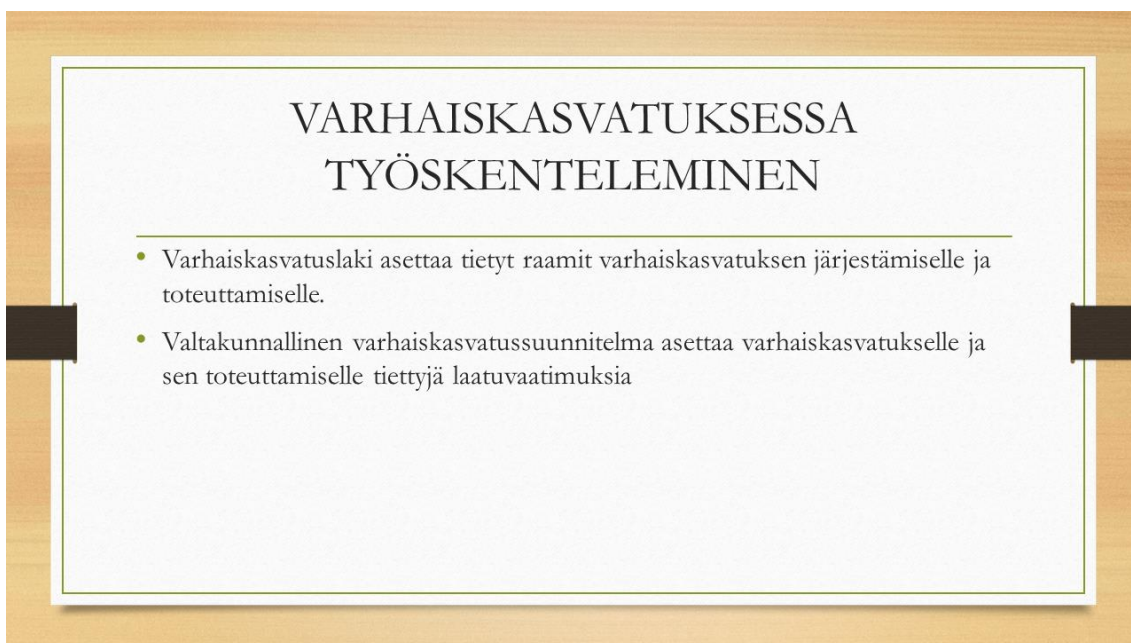 VARHAISKASVATUKSESSA
TYÖSKENTELEMINEN
• Varhaiskasvatuslaki asettaa tietyt raamit varhaiskasvatuksen järjestämiselle ja
toteuttamiselle.
• Valtakunnallinen varhaiskasvatussuunnitelma asettaa varhaiskasvatukselle ja
sen toteuttamiselle tiettyjä laatuvaatimuksia